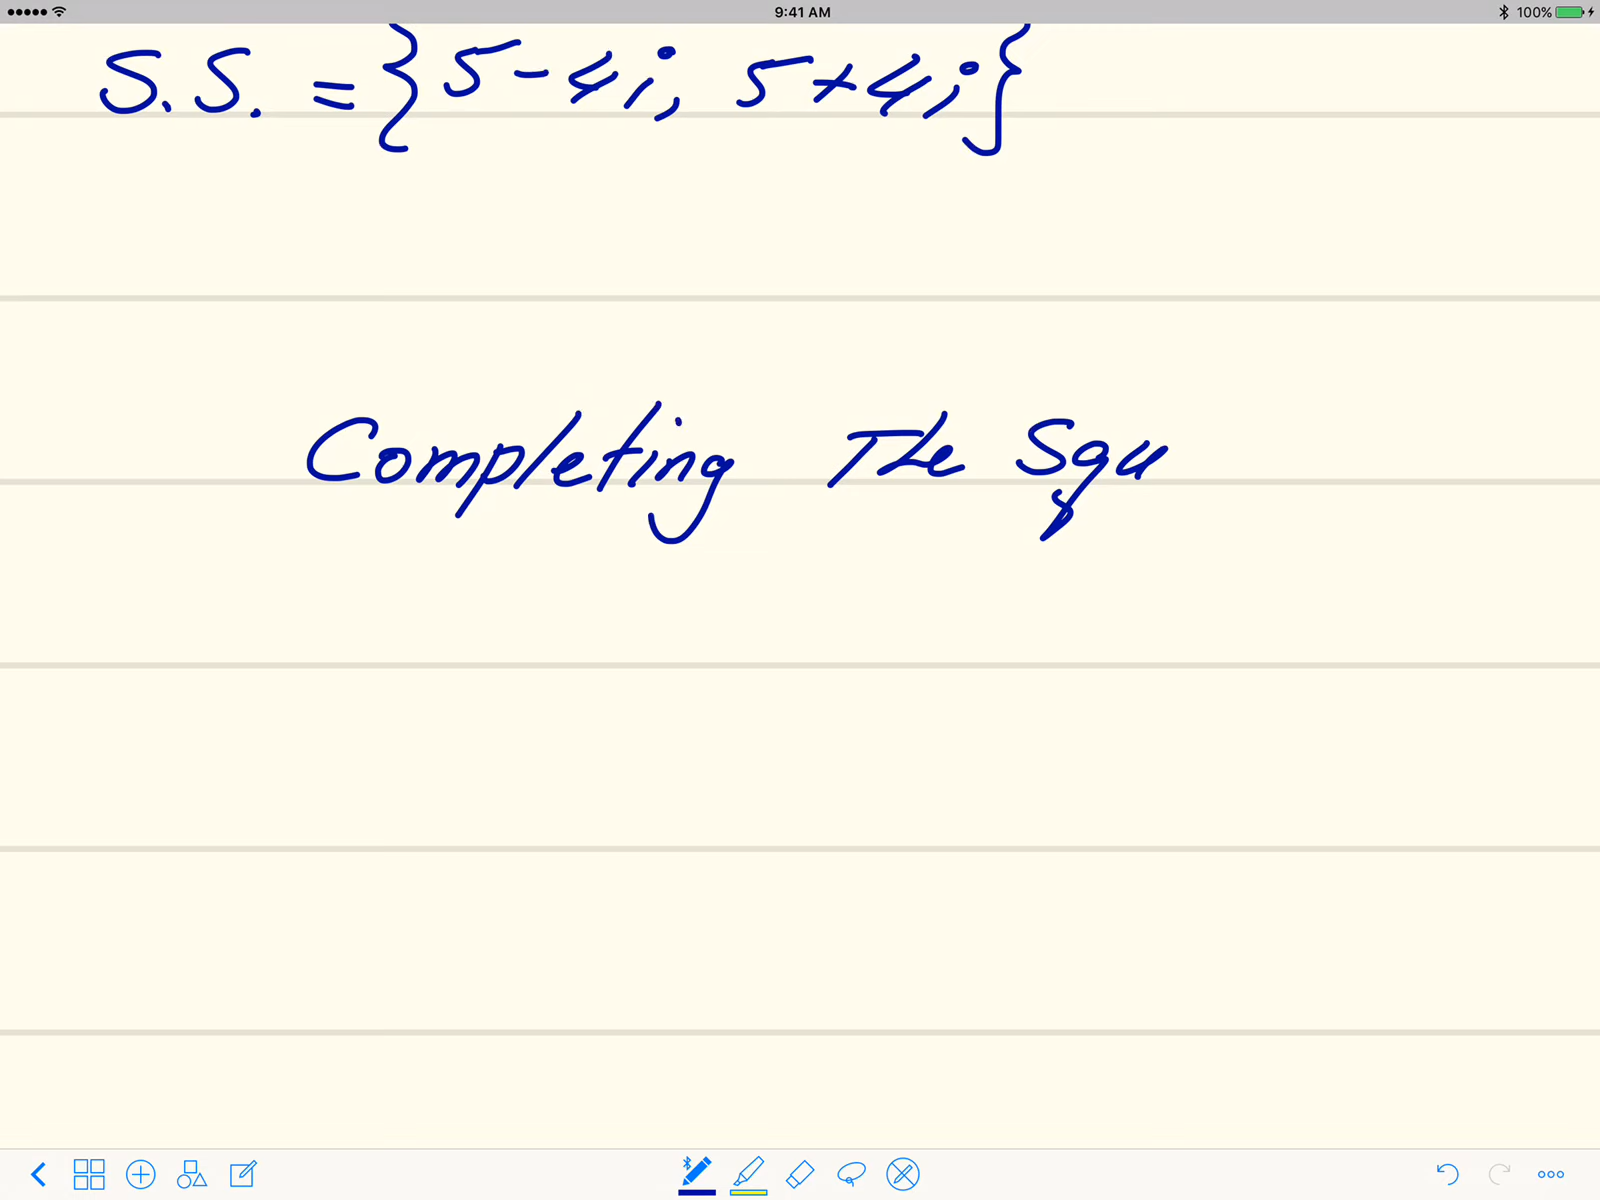 9:41 AM
100%
S.S. = {5-4i, 5+4i}
Completing The Squ